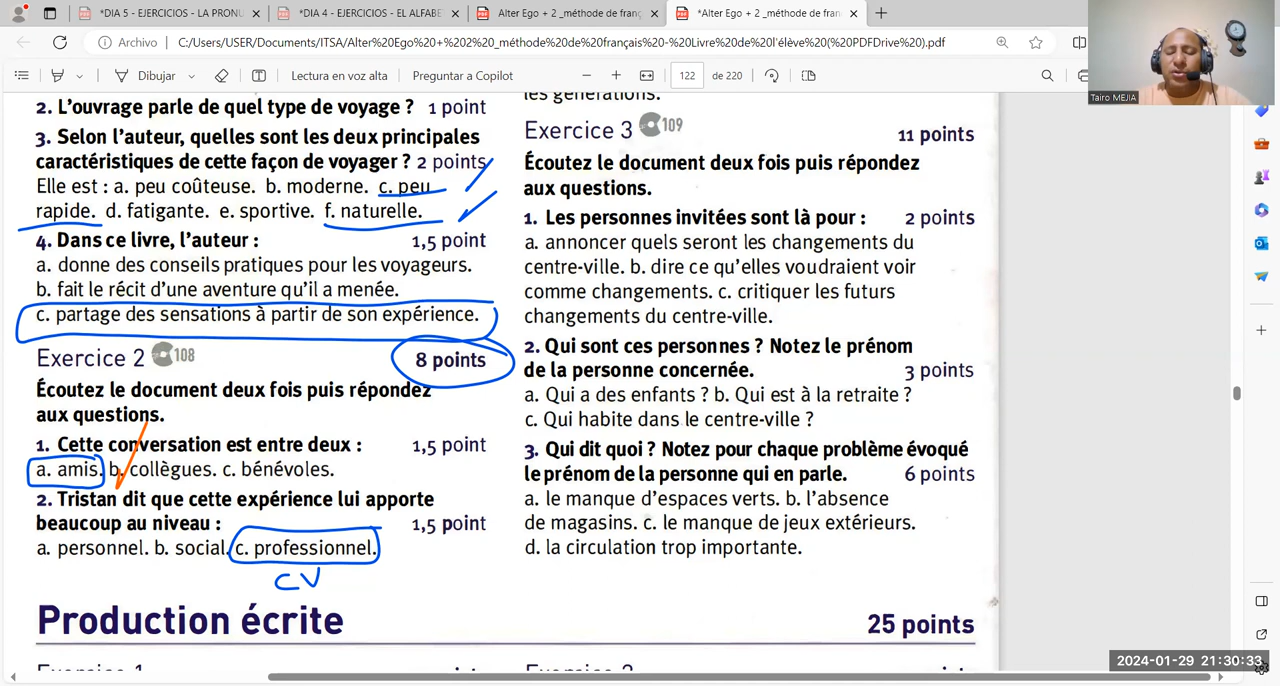 *DIA 5 - EJERCICIOS - LA PRONU
*DIA 4 - EJERCICIOS - EL ALFABE
Alter Ego + 2 _méthode de franç
*Alter Ego + 2 _méthode de fran
Archivo
C:/Users/USER/Documents/ITSA/Alter%20Ego%20+%202%20_méthode%20de%20français%20-%20Livre%20de%20l'élève%20(%20PDFDrive%20).pdf
Dibujar
Lectura en voz alta
Preguntar a Copilot
122
de 220
Tairo MEJIA
2. L'ouvrage parle de quel type de voyage ? 1 point
3. Selon l'auteur, quelles sont les deux principales
caractéristiques de cette façon de voyager ? 2 points
Elle est : a. peu coûteuse. b. moderne. c. peu
rapide. d. fatigante. e. sportive. f. naturelle.
4. Dans ce livre, l'auteur : 1,5 point
a. donne des conseils pratiques pour les voyageurs.
b. fait le récit d'une aventure qu'il a menée.
c. partage des sensations à partir de son expérience.
Exercice 2 108 8 points
Écoutez le document deux fois puis répondez
aux questions.
1. Cette conversation est entre deux : 1,5 point
a. amis. b. collègues. c. bénévoles.
2. Tristan dit que cette expérience lui apporte
beaucoup au niveau : 1,5 point
a. personnel. b. social. c. professionnel.
CV
les générations.
Exercice 3 109 11 points
Écoutez le document deux fois puis répondez
aux questions.
1. Les personnes invitées sont là pour : 2 points
a. annoncer quels seront les changements du
centre-ville. b. dire ce qu'elles voudraient voir
comme changements. c. critiquer les futurs
changements du centre-ville.
2. Qui sont ces personnes ? Notez le prénom
de la personne concernée. 3 points
a. Qui a des enfants ? b. Qui est à la retraite ?
c. Qui habite dans le centre-ville ?
3. Qui dit quoi ? Notez pour chaque problème évoqué
le prénom de la personne qui en parle. 6 points
a. le manque d'espaces verts. b. l'absence
de magasins. c. le manque de jeux extérieurs.
d. la circulation trop importante.
Production écrite 25 points
2024-01-29 21:30:33